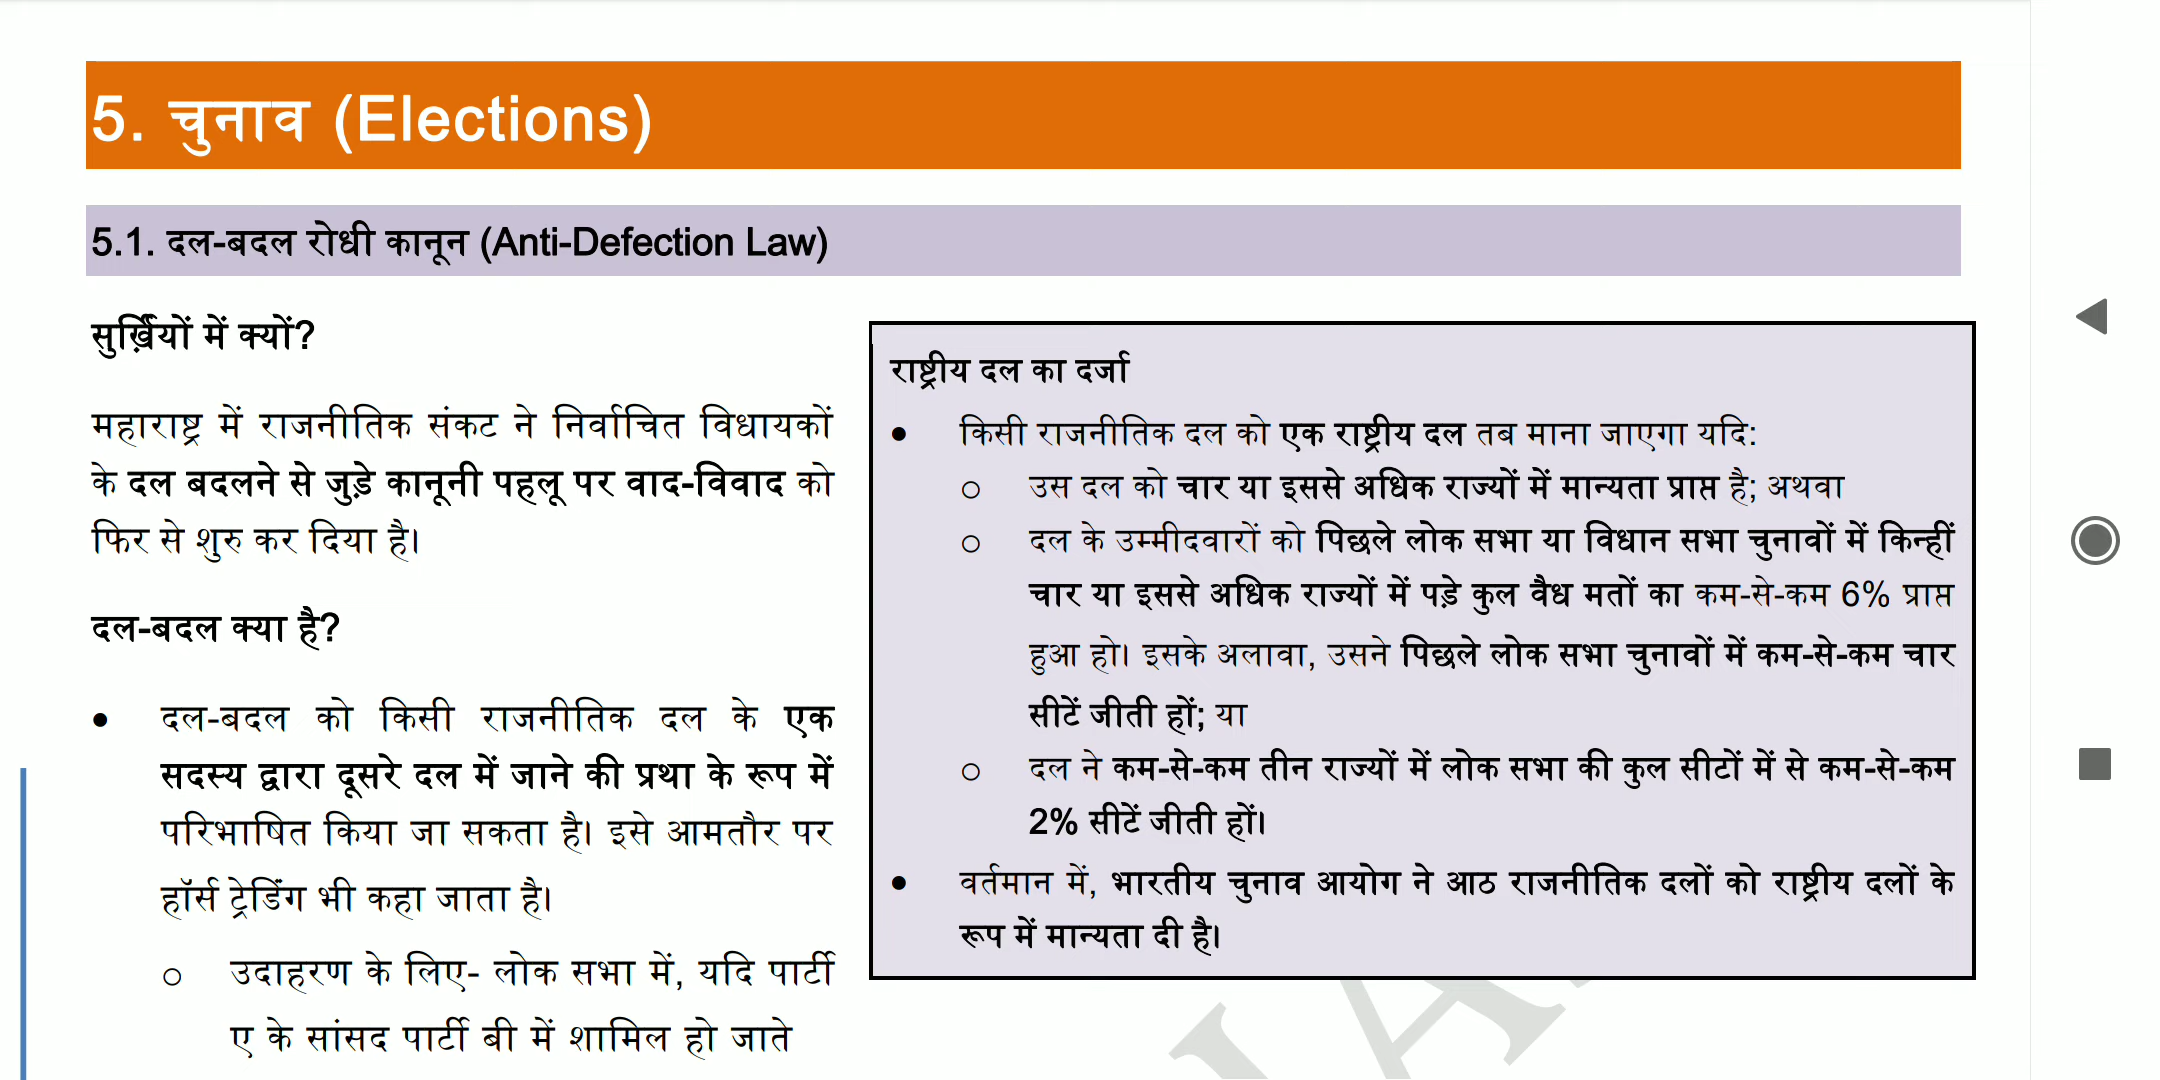 5. चुनाव (Elections)
5.1. दल-बदल रोधी कानून (Anti-Defection Law)
सुर्ख़ियों में क्यों?
महाराष्ट्र में राजनीतिक संकट ने निर्वाचित विधायकों
के दल बदलने से जुड़े कानूनी पहलू पर वाद-विवाद को
फिर से शुरु कर दिया है।
दल-बदल क्या है?
● दल-बदल को किसी राजनीतिक दल के एक
सदस्य द्वारा दूसरे दल में जाने की प्रथा के रूप में
परिभाषित किया जा सकता है। इसे आमतौर पर
हॉर्स ट्रेडिंग भी कहा जाता है।
○ उदाहरण के लिए- लोक सभा में, यदि पार्टी
ए के सांसद पार्टी बी में शामिल हो जाते
राष्ट्रीय दल का दर्जा
● किसी राजनीतिक दल को एक राष्ट्रीय दल तब माना जाएगा यदि:
○ उस दल को चार या इससे अधिक राज्यों में मान्यता प्राप्त है; अथवा
○ दल के उम्मीदवारों को पिछले लोक सभा या विधान सभा चुनावों में किन्हीं
चार या इससे अधिक राज्यों में पड़े कुल वैध मतों का कम-से-कम 6% प्राप्त
हुआ हो। इसके अलावा, उसने पिछले लोक सभा चुनावों में कम-से-कम चार
सीटें जीती हों; या
○ दल ने कम-से-कम तीन राज्यों में लोक सभा की कुल सीटों में से कम-से-कम
2% सीटें जीती हों।
● वर्तमान में, भारतीय चुनाव आयोग ने आठ राजनीतिक दलों को राष्ट्रीय दलों के
रूप में मान्यता दी है।